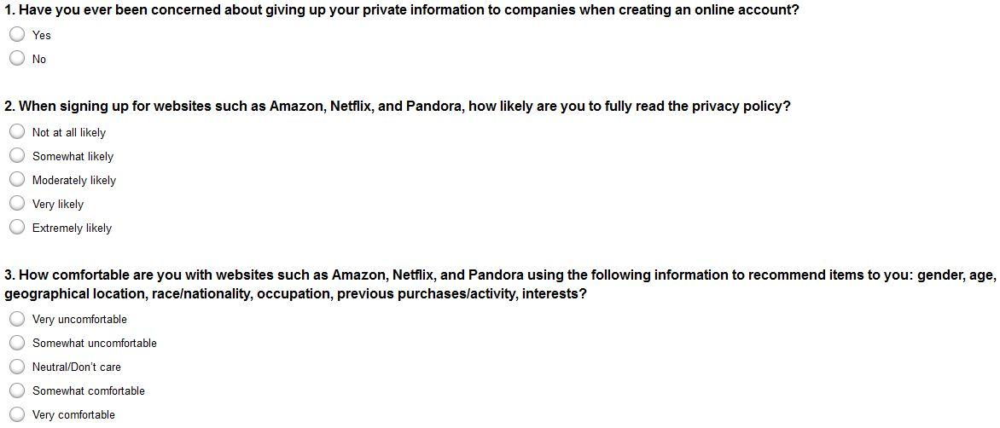 1. Have you ever been concerned about giving up your private information to companies when creating an online account?
Yes
No
2. When signing up for websites such as Amazon, Netflix, and Pandora, how likely are you to fully read the privacy policy?
Not at all likely
Somewhat likely
Moderately likely
Very likely
Extremely likely
3. How comfortable are you with websites such as Amazon, Netflix, and Pandora using the following information to recommend items to you: gender, age,
geographical location, race/nationality, occupation, previous purchases/activity, interests?
Very uncomfortable
Somewhat uncomfortable
Neutral/Don't care
Somewhat comfortable
Very comfortable